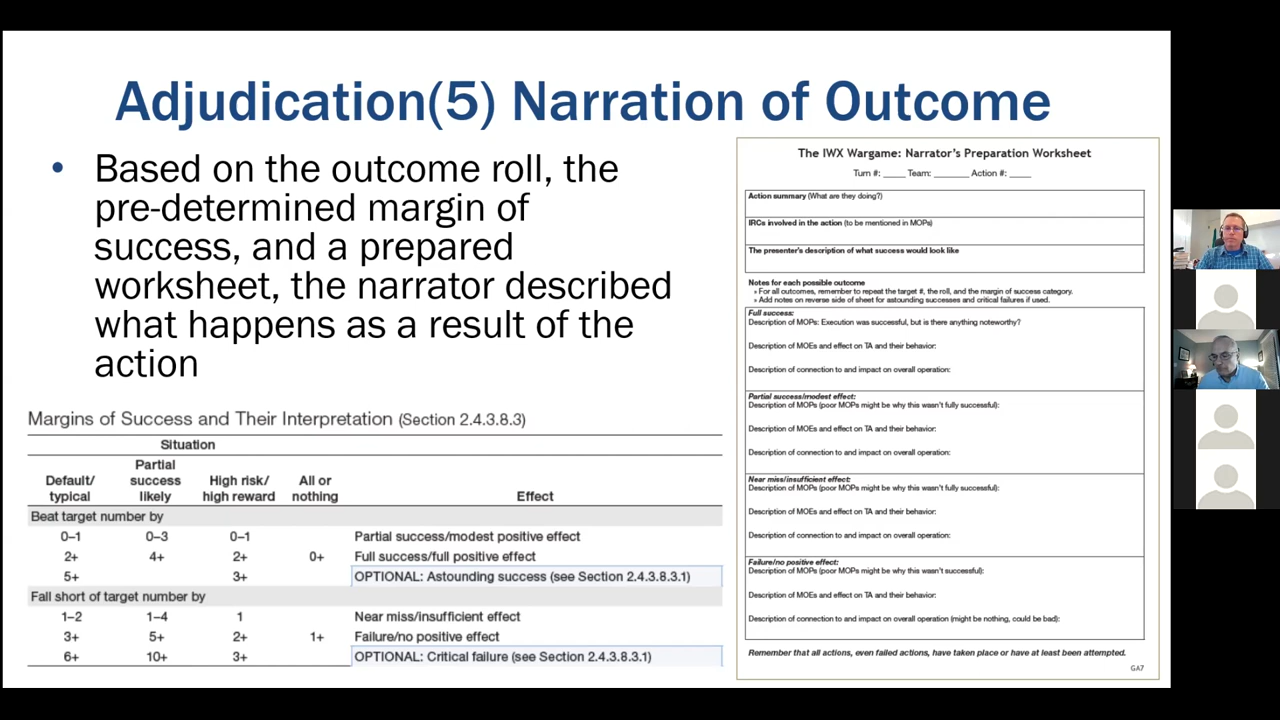 Adjudication(5) Narration of Outcome
• Based on the outcome roll, the
pre-determined margin of
success, and a prepared
worksheet, the narrator described
what happens as a result of the
action
Margins of Success and Their Interpretation (Section 2.4.3.8.3)
Situation
Default/ typical Partial success likely High risk/ high reward All or nothing Effect
Beat target number by
0–1 0–3 0–1 Partial success/modest positive effect
2+ 4+ 2+ 0+ Full success/full positive effect
5+ 3+ OPTIONAL: Astounding success (see Section 2.4.3.8.3.1)
Fall short of target number by
1–2 1–4 1 Near miss/insufficient effect
3+ 5+ 2+ 1+ Failure/no positive effect
6+ 10+ 3+ OPTIONAL: Critical failure (see Section 2.4.3.8.3.1)
The IWX Wargame: Narrator's Preparation Worksheet
Turn #: _____ Team: _______ Action #: _____
Action summary (What are they doing?)
IRCs involved in the action (to be mentioned in MOPs)
The presenter's description of what success would look like
Notes for each possible outcome
» For all outcomes, remember to repeat the target #, the roll, and the margin of success category.
» Add notes on reverse side of sheet for astounding successes and critical failures if used.
Full success:
Description of MOPs: Execution was successful, but is there anything noteworthy?
Description of MOEs and effect on TA and their behavior:
Description of connection to and impact on overall operation:
Partial success/modest effect:
Description of MOPs (poor MOPs might be why this wasn't fully successful):
Description of MOEs and effect on TA and their behavior:
Description of connection to and impact on overall operation:
Near miss/insufficient effect:
Description of MOPs (poor MOPs might be why this wasn't fully successful):
Description of MOEs and effect on TA and their behavior:
Description of connection to and impact on overall operation:
Failure/no positive effect:
Description of MOPs (poor MOPs might be why this wasn't successful):
Description of MOEs and effect on TA and their behavior:
Description of connection to and impact on overall operation (might be nothing, could be bad):
Remember that all actions, even failed actions, have taken place or have at least been attempted.
GA7